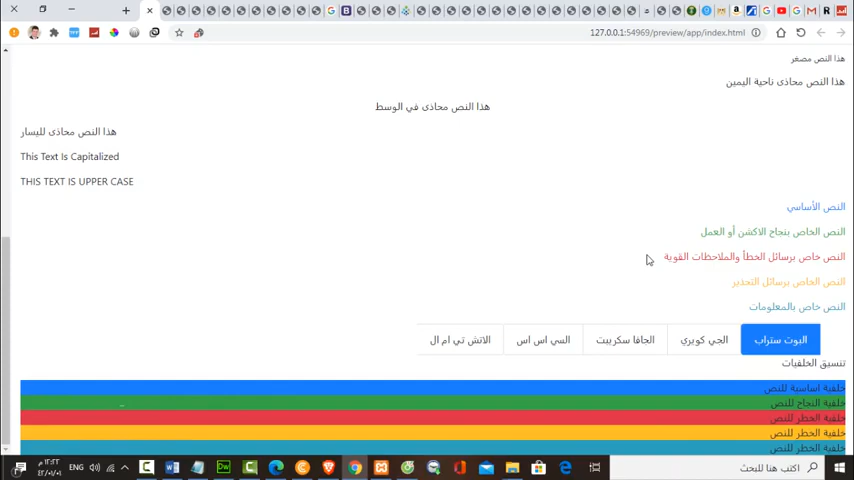 127.0.0.1:54969/preview/app/index.html
هذا النص مصغر
هذا النص محاذى ناحية اليمين
هذا النص محاذى في الوسط
هذا النص محاذى لليسار
This Text Is Capitalized
THIS TEXT IS UPPER CASE
النص الأساسي
النص الخاص بنجاح الاكشن أو العمل
النص خاص برسائل الخطأ والملاحظات القوية
النص الخاص برسائل التحذير
النص خاص بالمعلومات
البوت ستراب الجي كويري الجافا سكريبت السي اس اس الاتش تي ام ال
تنسيق الخلفيات
خلفية اساسية للنص
خلفية النجاح للنص
خلفية الخطر للنص
خلفية الخطر للنص
خلفية الخطر للنص
اكتب هنا للبحث
ENG